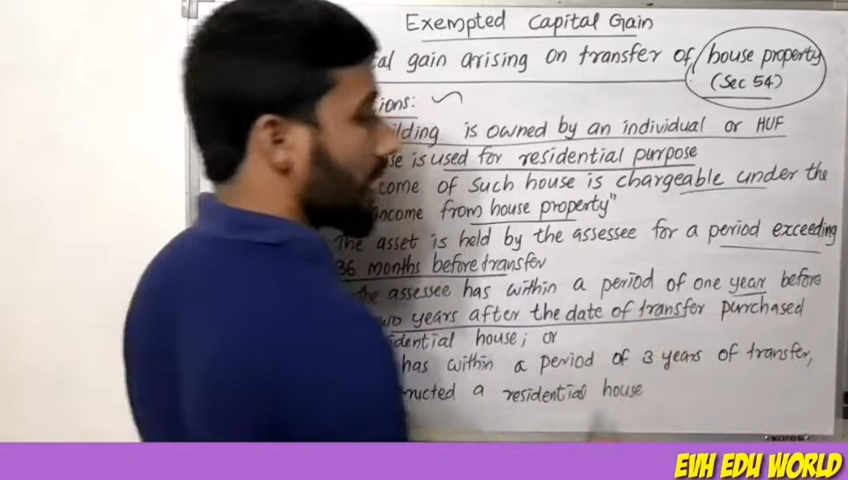 Exempted Capital Gain
tal gain arising on transfer of house property
(Sec 54)
ions:
ilding is owned by an individual or HUF
se is used for residential purpose
come of such house is chargeable under the
income from house property"
The asset is held by the assessee for a period exceeding
36 months before transfer
the assessee has within a period of one year before
two years after the date of transfer purchased
idential house; or
has within a period of 3 years of transfer,
ructed a residential house
EVH EDU WORLD